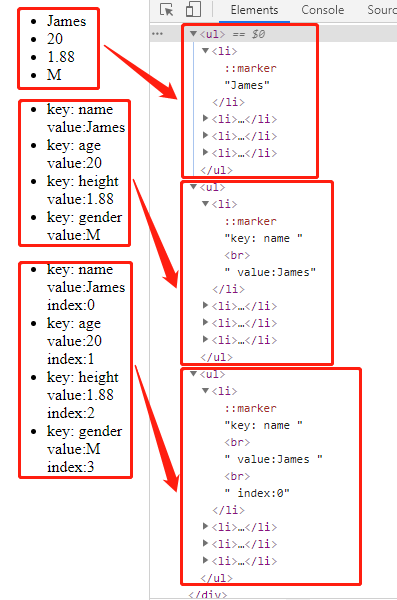 • James
• 20
• 1.88
• M
• key: name
value:James
• key: age
value:20
• key: height
value:1.88
• key: gender
value:M
• key: name
value:James
index:0
• key: age
value:20
index:1
• key: height
value:1.88
index:2
• key: gender
value:M
index:3
Elements Console Sourc
… ▼<ul> == $0
▼<li>
::marker
"James"
</li>
▶<li>…</li>
▶<li>…</li>
▶<li>…</li>
</ul>
▼<ul>
▼<li>
::marker
"key: name "
<br>
" value:James"
</li>
▶<li>…</li>
▶<li>…</li>
▶<li>…</li>
</ul>
▼<ul>
▼<li>
::marker
"key: name "
<br>
" value:James "
<br>
" index:0"
</li>
▶<li>…</li>
▶<li>…</li>
▶<li>…</li>
</ul>
</div>